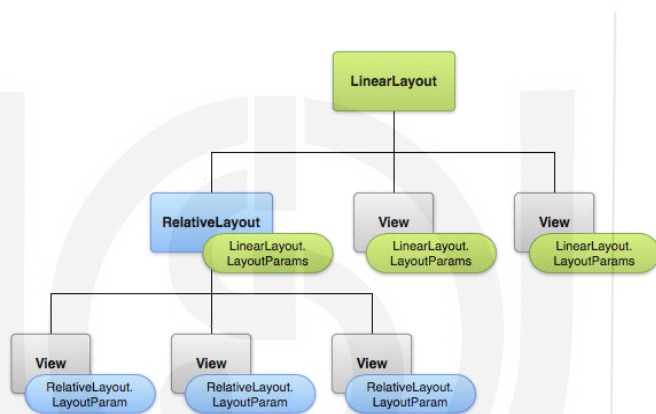 LinearLayout
RelativeLayout
LinearLayout.
LayoutParams
View
LinearLayout.
LayoutParams
View
LinearLayout.
LayoutParams
View
RelativeLayout.
LayoutParam
View
RelativeLayout.
LayoutParam
View
RelativeLayout.
LayoutParam